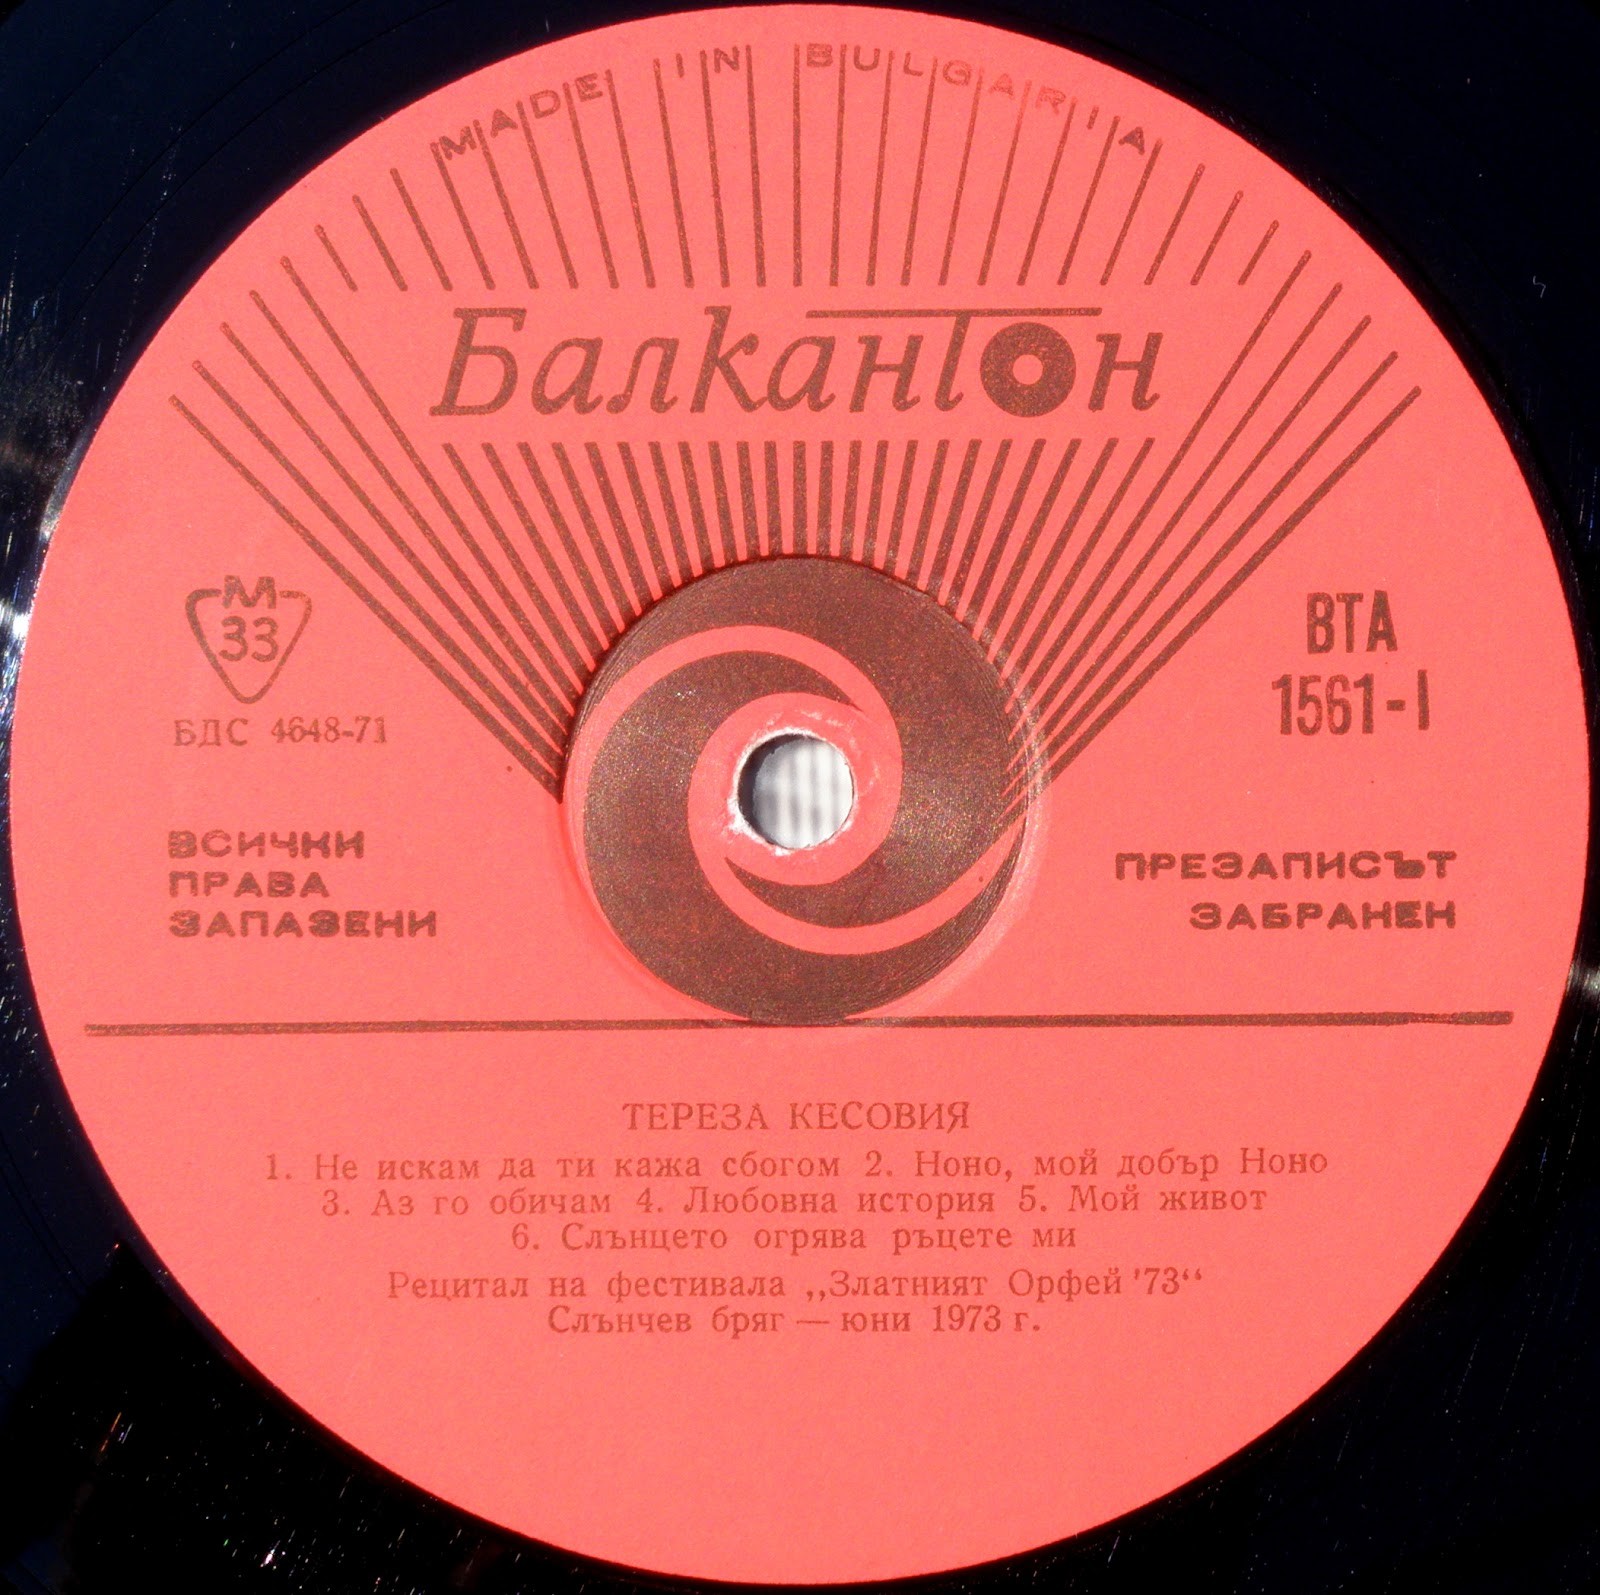 MADE IN BULGARIA
Балкантон
М
33
БДС 4648-71
ВТА
1561-I
ВСИЧКИ
ПРАВА
ЗАПАЗЕНИ
ПРЕЗАПИСЪТ
ЗАБРАНЕН
ТЕРЕЗА КЕСОВИЯ
1. Не искам да ти кажа сбогом 2. Ноно, мой добър Ноно
3. Аз го обичам 4. Любовна история 5. Мой живот
6. Слънцето огрява ръцете ми
Рецитал на фестивала „Златният Орфей '73“
Слънчев бряг — юни 1973 г.